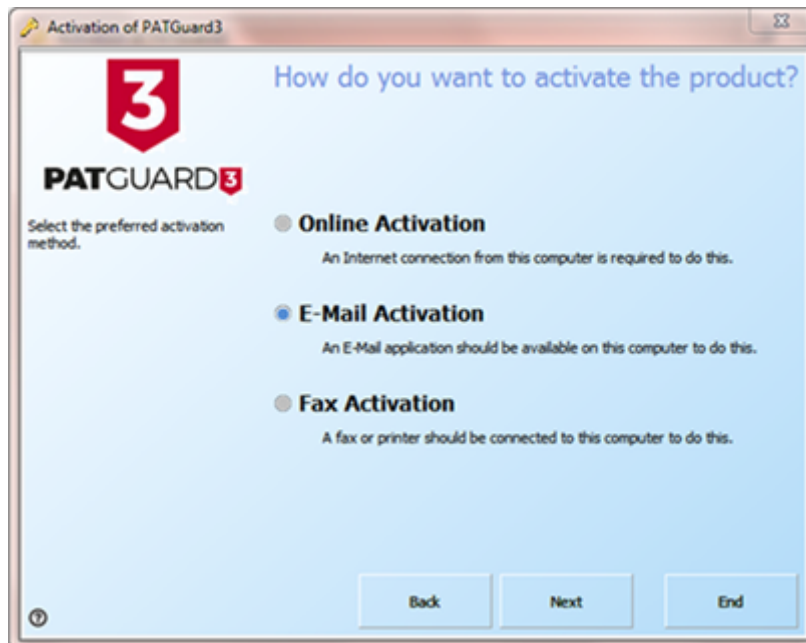 Activation of PATGuard3
How do you want to activate the product?
3
PATGUARD3
Select the preferred activation
method.
Online Activation
An Internet connection from this computer is required to do this.
E-Mail Activation
An E-Mail application should be available on this computer to do this.
Fax Activation
A fax or printer should be connected to this computer to do this.
Back
Next
End